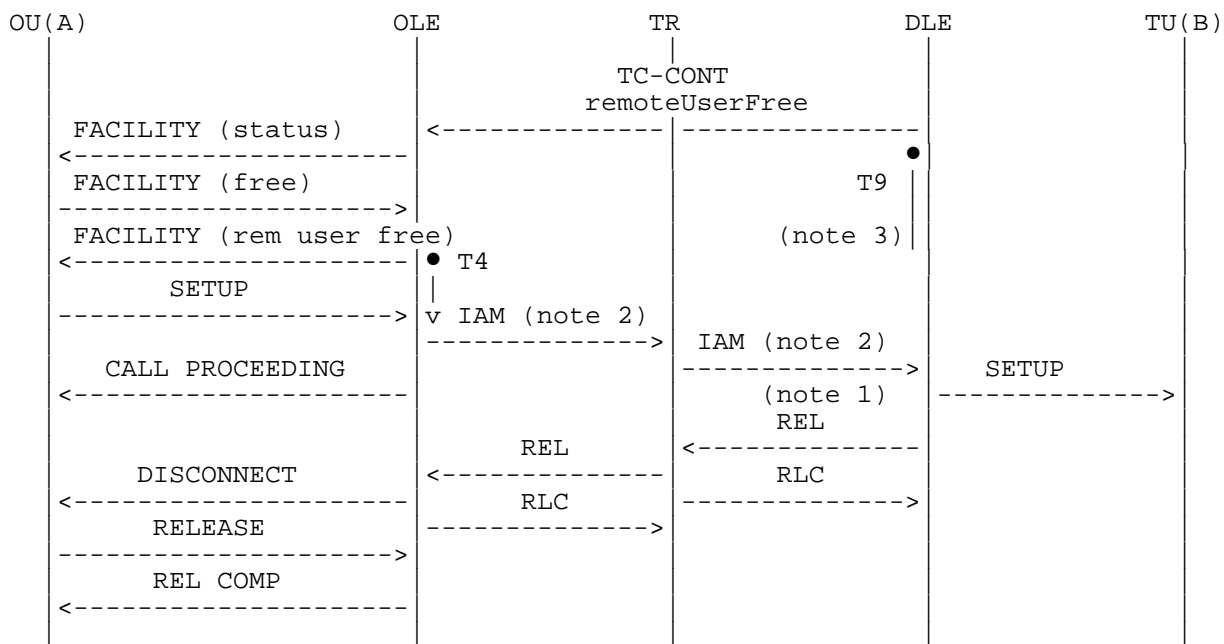 OU(A) OLE TR DLE TU(B)
TC-CONT
remoteUserFree
FACILITY (status)
FACILITY (free) T9
FACILITY (rem user free) (note 3)
T4
SETUP
v IAM (note 2)
IAM (note 2)
CALL PROCEEDING SETUP
(note 1)
REL
REL
DISCONNECT RLC
RLC
RELEASE
REL COMP